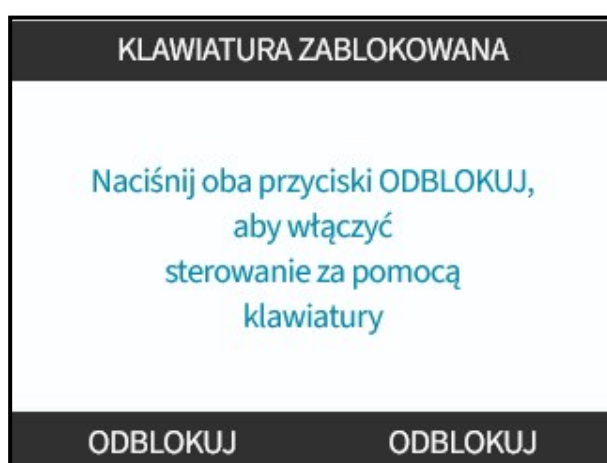 KLAWIATURA ZABLOKOWANA
Naciśnij oba przyciski ODBLOKUJ,
aby włączyć
sterowanie za pomocą
klawiatury
ODBLOKUJ ODBLOKUJ